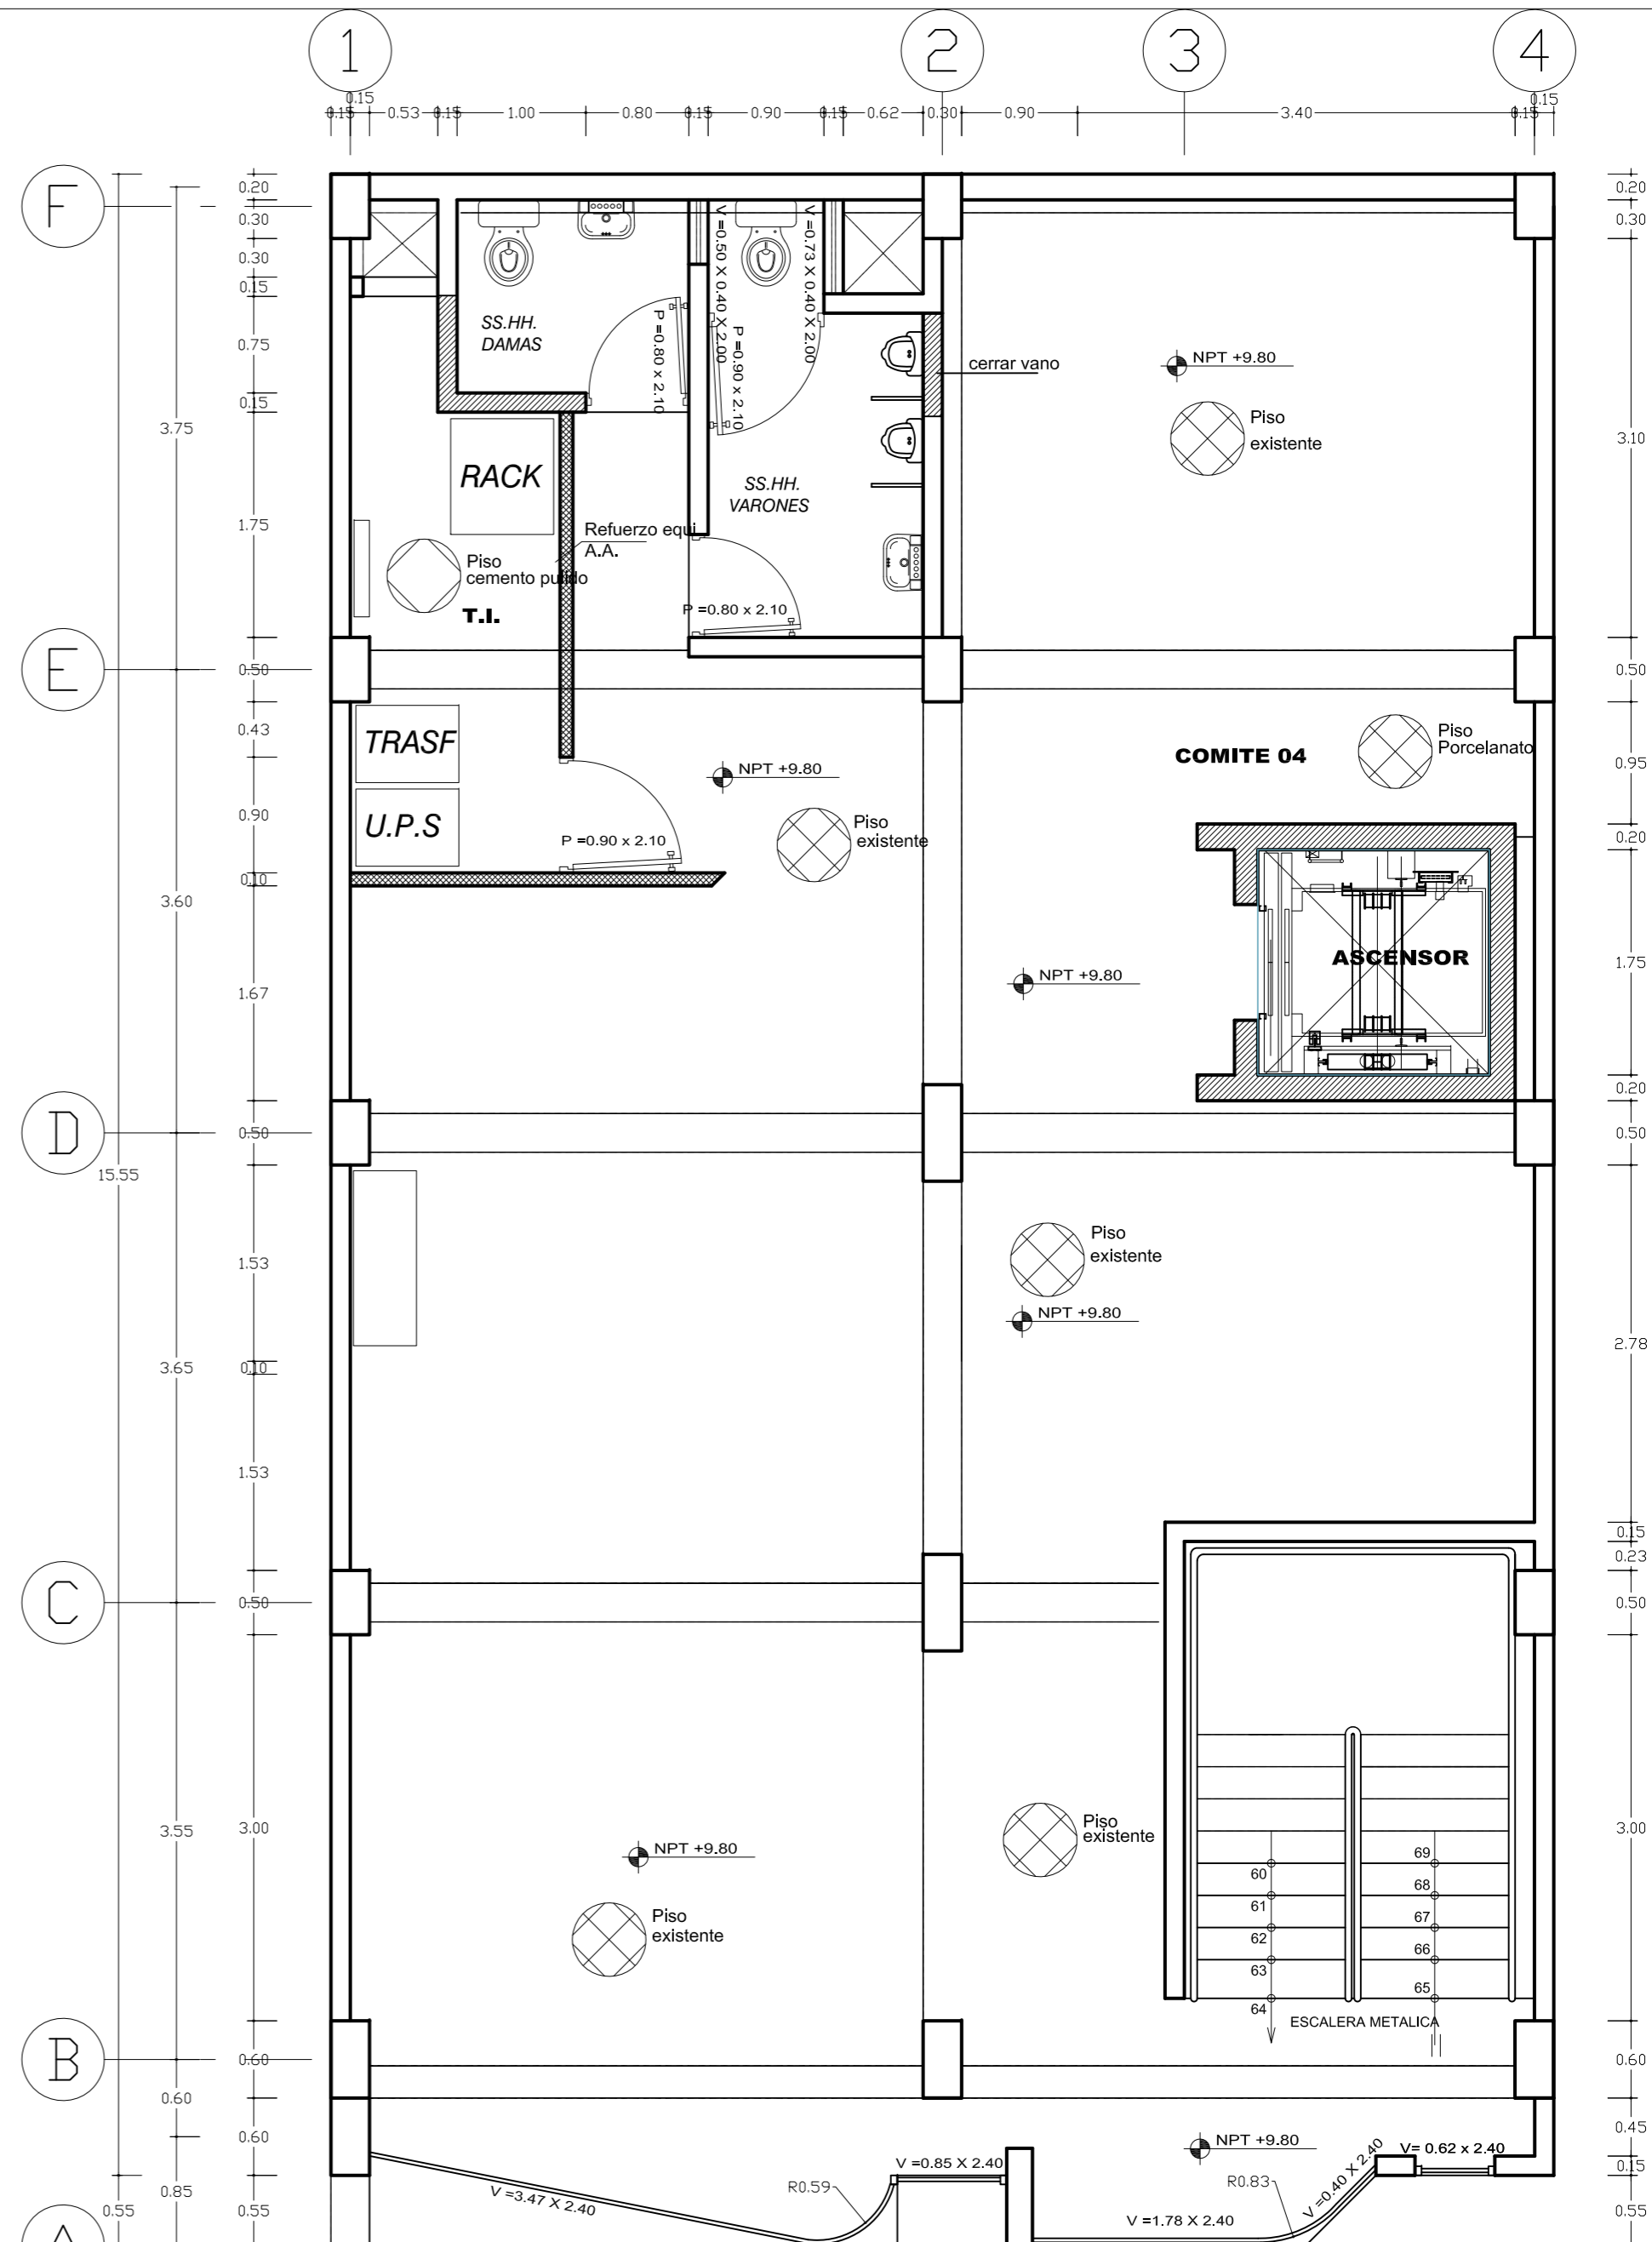 1
2
3
4
0.15
0.15
0.15
0.53
0.15
1.00
0.80
0.15
0.90
0.15
0.62
0.30
0.90
3.40
0.15
F
0.20
0.30
0.30
0.15
0.75
0.15
3.75
1.75
E
0.50
0.43
0.90
0.10
3.60
1.67
D
0.50
15.55
1.53
3.65
0.10
1.53
C
0.50
3.55
3.00
B
0.60
0.60
0.60
0.85
0.55
0.55
A
0.20
0.30
3.10
0.50
0.95
0.20
1.75
0.20
0.50
2.78
0.15
0.23
0.50
3.00
0.60
0.45
0.15
0.55
SS.HH.
DAMAS
P =0.80 x 2.10
V =0.50 X 0.40 X 2.00
P =0.90 x 2.10
V =0.73 X 0.40 X 2.00
cerrar vano
NPT +9.80
Piso
existente
RACK
SS.HH.
VARONES
Refuerzo equi
A.A.
Piso
cemento pulido
T.I.
P =0.80 x 2.10
TRASF
U.P.S
NPT +9.80
Piso
existente
P =0.90 x 2.10
COMITE 04
Piso
Porcelanato
ASCENSOR
NPT +9.80
Piso
existente
NPT +9.80
NPT +9.80
Piso
existente
Piso
existente
60
61
62
63
64
69
68
67
66
65
ESCALERA METALICA
NPT +9.80
V =3.47 X 2.40
R0.59
V =0.85 X 2.40
V =1.78 X 2.40
R0.83
V =0.40 X 2.40
V= 0.62 x 2.40